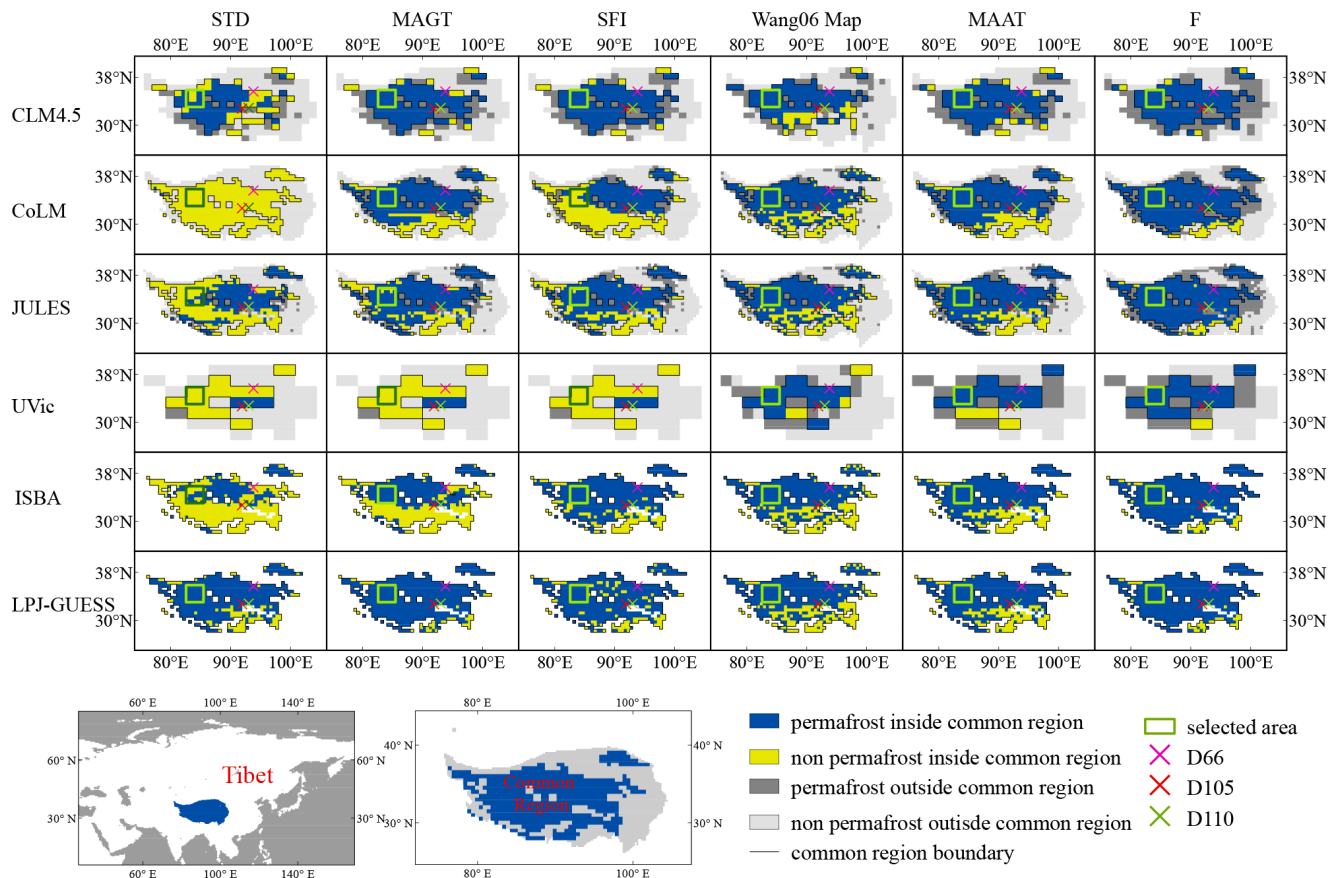 STD MAGT SFI Wang06 Map MAAT F
80°E 90°E 100°E 80°E 90°E 100°E 80°E 90°E 100°E 80°E 90°E 100°E 80°E 90°E 100°E 80°E 90°E 100°E
38°N 38°N
CLM4.5
30°N 30°N
38°N 38°N
CoLM
30°N 30°N
38°N 38°N
JULES
30°N 30°N
38°N 38°N
UVic
30°N 30°N
38°N 38°N
ISBA
30°N 30°N
38°N 38°N
LPJ-GUESS
30°N 30°N
80°E 90°E 100°E 80°E 90°E 100°E 80°E 90°E 100°E 80°E 90°E 100°E 80°E 90°E 100°E 80°E 90°E 100°E
60° E 100° E 140° E
60° N 60° N
Tibet
30° N 30° N
60° E 100° E 140° E
80° E 100° E
40° N 40° N
Common
Region
30° N 30° N
80° E 100° E
permafrost inside common region
non permafrost inside common region
permafrost outside common region
non permafrost outisde common region
common region boundary
selected area
D66
D105
D110